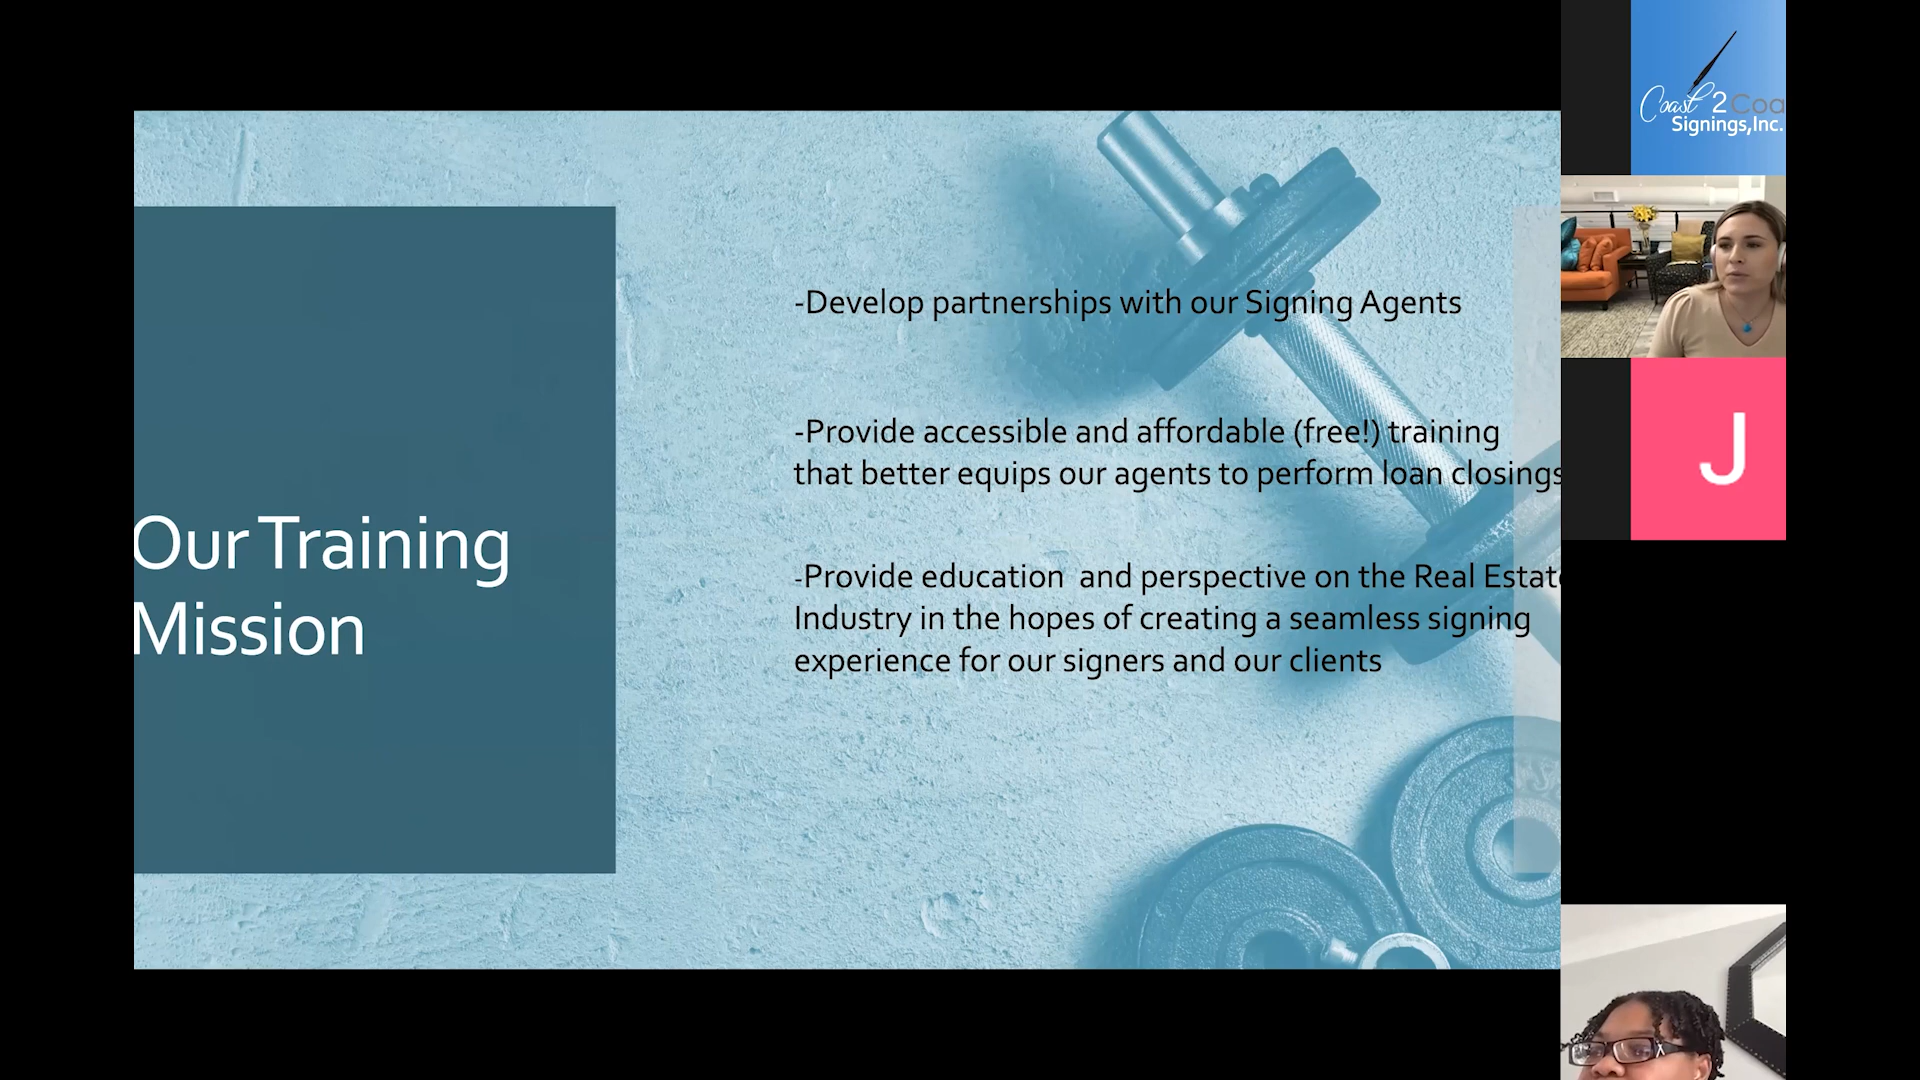 Our Training
Mission
-Develop partnerships with our Signing Agents
-Provide accessible and affordable (free!) training
that better equips our agents to perform loan closings
-Provide education  and perspective on the Real Estate
Industry in the hopes of creating a seamless signing
experience for our signers and our clients
Coast 2 Coa
Signings,Inc.
J